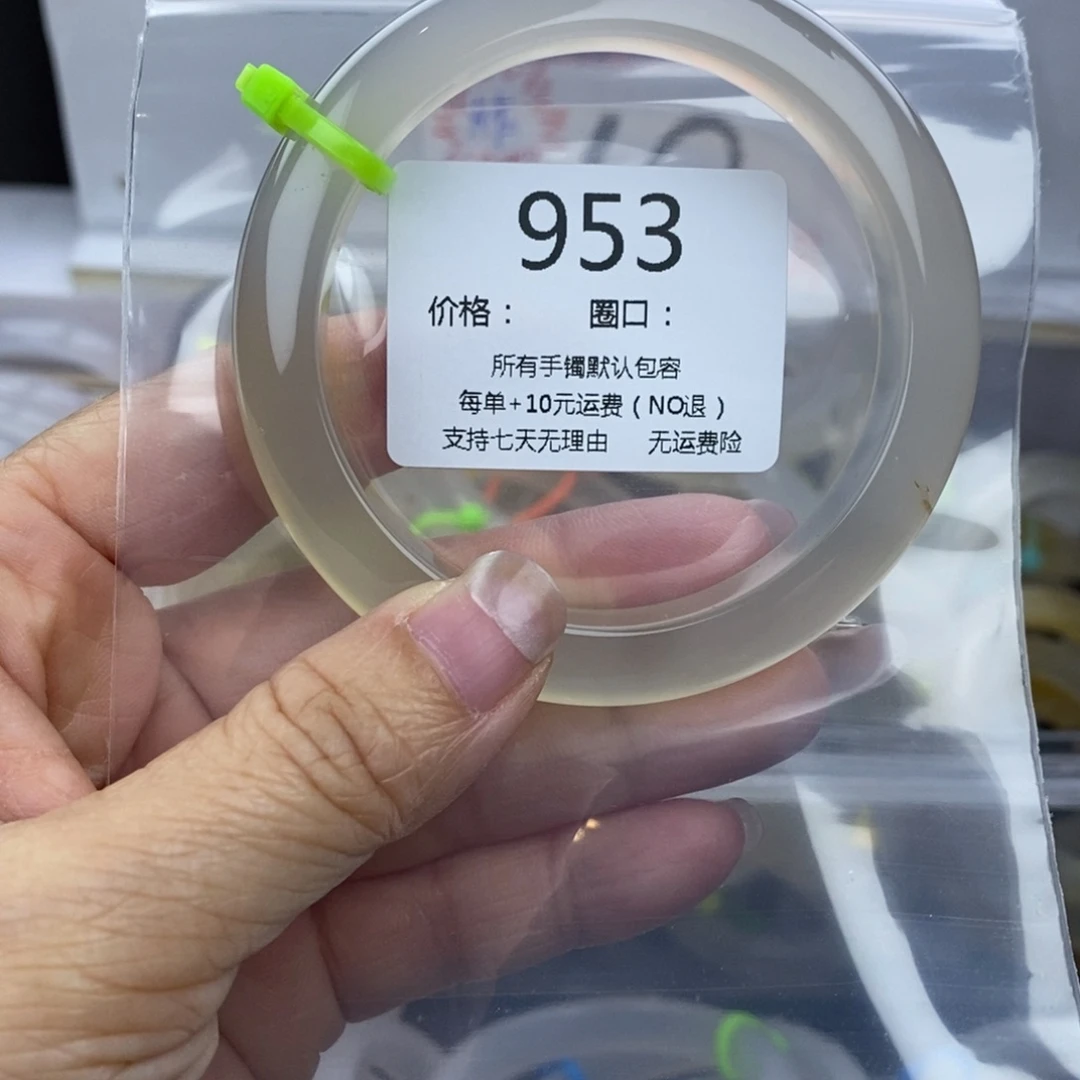 953
价格： 圈口：
所有手镯默认包容
每单+10元运费（NO退）
支持七天无理由 无运费险